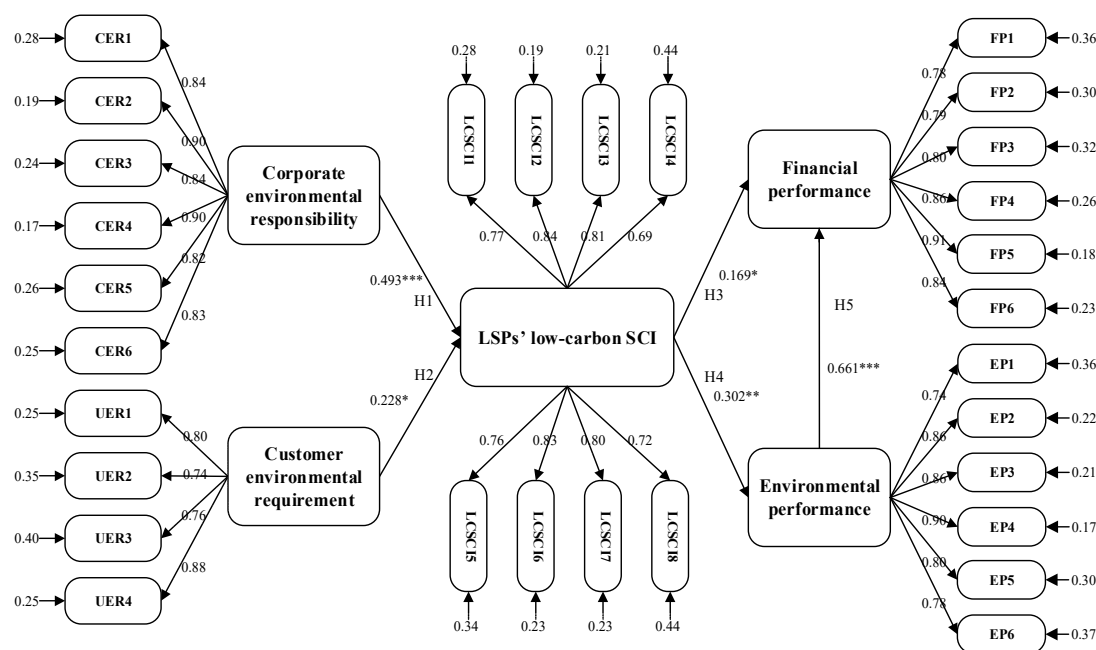 0.28
CER1
0.84
0.19
CER2
0.90
0.24
CER3
0.84
0.17
CER4
0.90
0.26
CER5
0.82
0.25
CER6
0.83
Corporate
environmental
responsibility
0.25
UER1
0.80
0.35
UER2
0.74
0.40
UER3
0.76
0.25
UER4
0.88
Customer
environmental
requirement
0.493***
H1
H2
0.228*
0.28
0.19
0.21
0.44
LCSCI1
LCSCI2
LCSCI3
LCSCI4
0.77
0.84
0.81
0.69
LSPs’ low-carbon SCI
0.76
0.83
0.80
0.72
LCSCI5
LCSCI6
LCSCI7
LCSCI8
0.34
0.23
0.23
0.44
0.169*
H3
H4
0.302**
Financial
performance
H5
0.661***
Environmental
performance
0.78
FP1
0.36
0.79
FP2
0.30
0.80
FP3
0.32
0.86
FP4
0.26
0.91
FP5
0.18
0.84
FP6
0.23
0.74
EP1
0.36
0.86
EP2
0.22
0.86
EP3
0.21
0.90
EP4
0.17
0.80
EP5
0.30
0.78
EP6
0.37